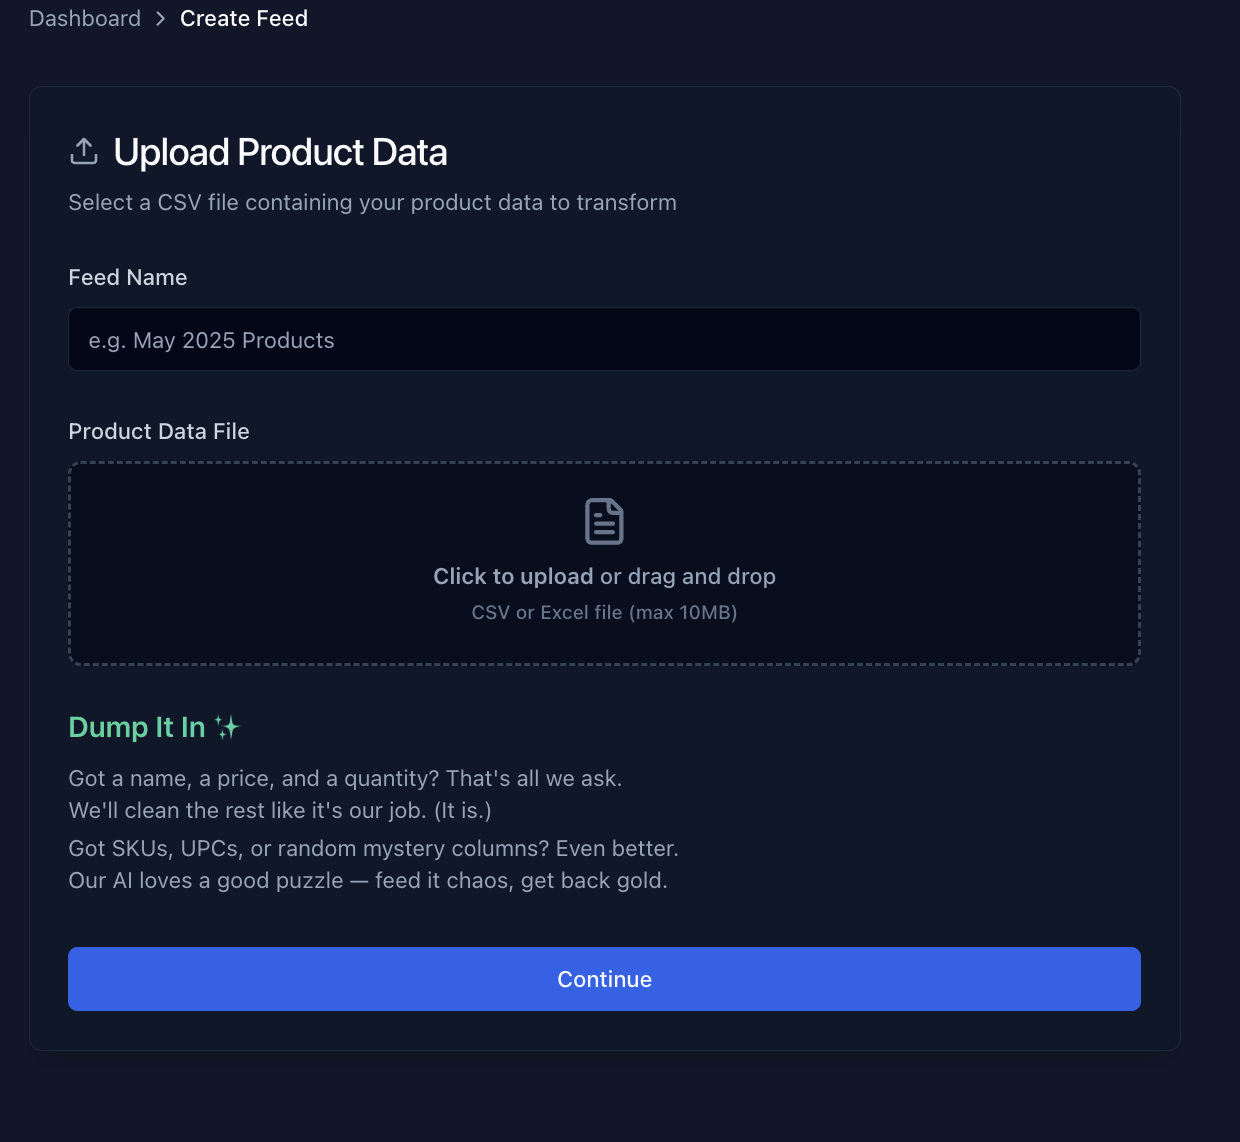 Dashboard > Create Feed
Upload Product Data
Select a CSV file containing your product data to transform
Feed Name
e.g. May 2025 Products
Product Data File
Click to upload or drag and drop
CSV or Excel file (max 10MB)
Dump It In ✨
Got a name, a price, and a quantity? That's all we ask.
We'll clean the rest like it's our job. (It is.)
Got SKUs, UPCs, or random mystery columns? Even better.
Our AI loves a good puzzle — feed it chaos, get back gold.
Continue